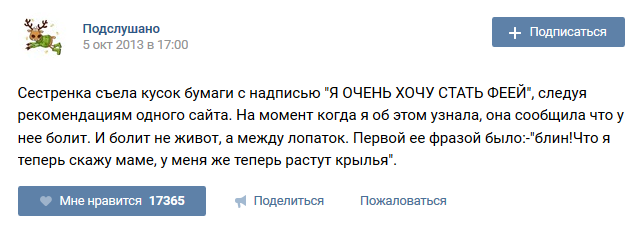 Подслушано
5 окт 2013 в 17:00
Подписаться
Сестренка съела кусок бумаги с надписью "Я ОЧЕНЬ ХОЧУ СТАТЬ ФЕЕЙ", следуя
рекомендациям одного сайта. На момент когда я об этом узнала, она сообщила что у
нее болит. И болит не живот, а между лопаток. Первой ее фразой было:-"блин!Что я
теперь скажу маме, у меня же теперь растут крылья".
Мне нравится 17365
Поделиться
Пожаловаться